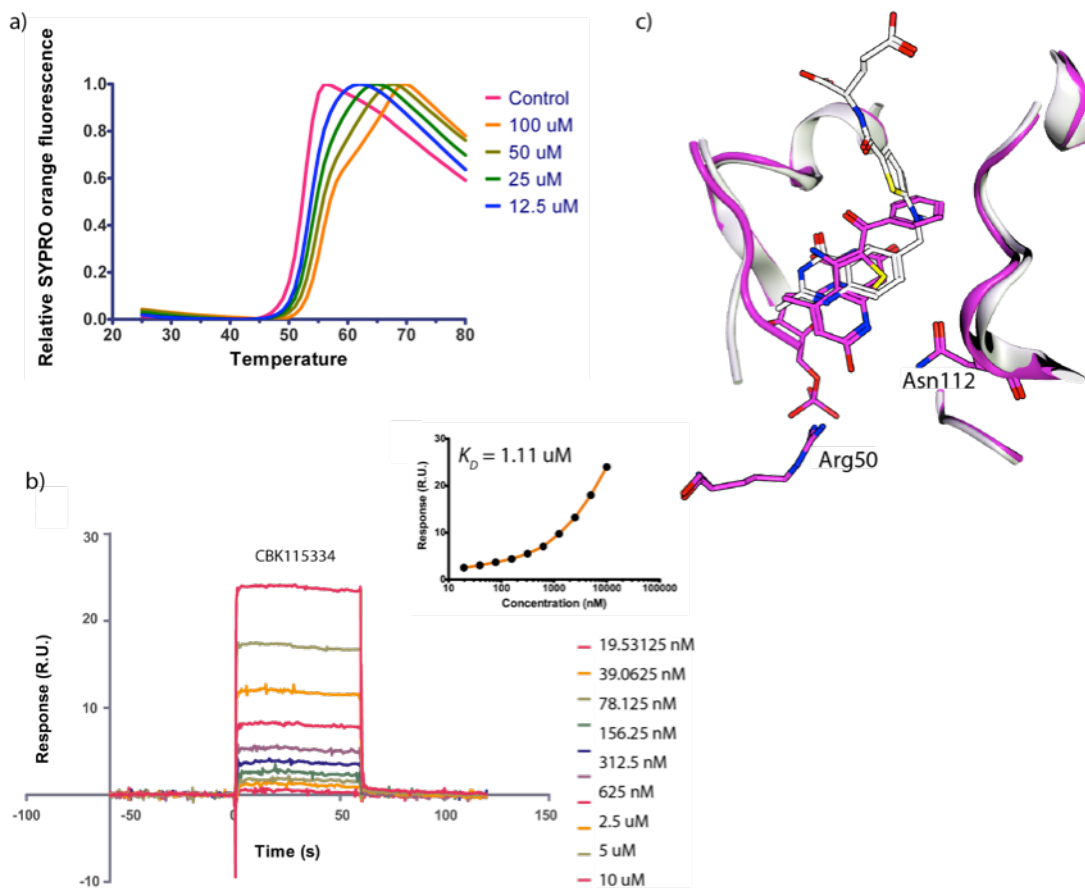 a)
Relative SYPRO orange fluorescence
1.0
0.8
0.6
0.4
0.2
0.0
20 30 40 50 60 70 80
Temperature
Control
100 uM
50 uM
25 uM
12.5 uM
c)
Asn112
Arg50
b)
Response (R.U.)
30
20
10
-10
-100 -50 0 50 100 150
Time (s)
CBK115334
K_D = 1.11 uM
Response (R.U.)
30
20
10
0
10 100 1000 10000 100000
Concentration (nM)
19.53125 nM
39.0625 nM
78.125 nM
156.25 nM
312.5 nM
625 nM
2.5 uM
5 uM
10 uM